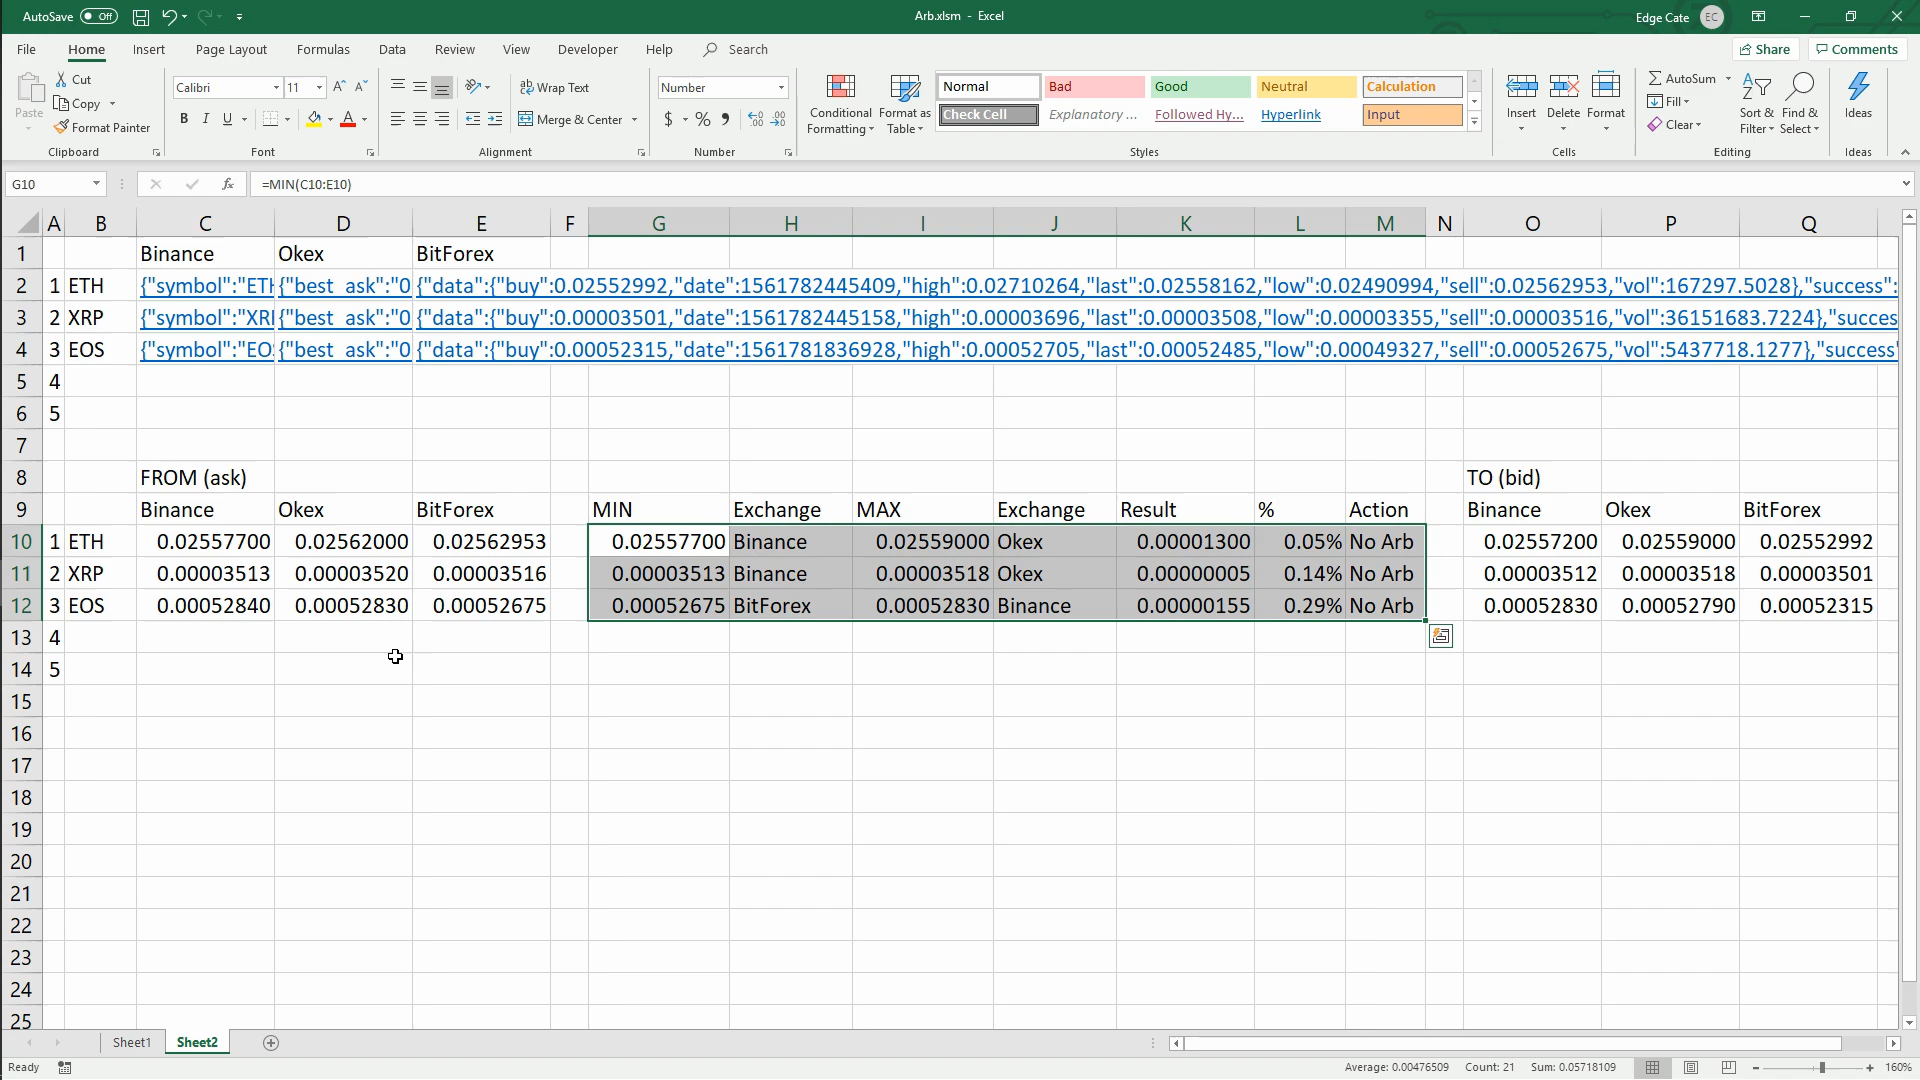 AutoSave Off
Arb.xlsm - Excel
Edge Cate EC
File Home Insert Page Layout Formulas Data Review View Developer Help Search
Share Comments
Paste Cut Copy Format Painter
Calibri 11
Wrap Text
Merge & Center
Number
Conditional Formatting Format as Table
Normal Bad Good Neutral Calculation
Check Cell Explanatory ... Followed Hy... Hyperlink Input
Insert Delete Format
AutoSum Fill Clear
Sort & Filter Find & Select Ideas
Clipboard Font Alignment Number Styles Cells Editing Ideas
G10 fx =MIN(C10:E10)
A B C D E F G H I J K L M N O P Q
1 Binance Okex BitForex
2 1 ETH {"symbol":"ETH {"best_ask":"0 {"data":{"buy":0.02552992,"date":1561782445409,"high":0.02710264,"last":0.02558162,"low":0.02490994,"sell":0.02562953,"vol":167297.5028},"success":
3 2 XRP {"symbol":"XRI {"best_ask":"0 {"data":{"buy":0.00003501,"date":1561782445158,"high":0.00003696,"last":0.00003508,"low":0.00003355,"sell":0.00003516,"vol":36151683.7224},"succes
4 3 EOS {"symbol":"EO {"best_ask":"0 {"data":{"buy":0.00052315,"date":1561781836928,"high":0.00052705,"last":0.00052485,"low":0.00049327,"sell":0.00052675,"vol":5437718.1277},"success"
5 4
6 5
7
8 FROM (ask) TO (bid)
9 Binance Okex BitForex MIN Exchange MAX Exchange Result % Action Binance Okex BitForex
10 1 ETH 0.02557700 0.02562000 0.02562953 0.02557700 Binance 0.02559000 Okex 0.00001300 0.05% No Arb 0.02557200 0.02559000 0.02552992
11 2 XRP 0.00003513 0.00003520 0.00003516 0.00003513 Binance 0.00003518 Okex 0.00000005 0.14% No Arb 0.00003512 0.00003518 0.00003501
12 3 EOS 0.00052840 0.00052830 0.00052675 0.00052675 BitForex 0.00052830 Binance 0.00000155 0.29% No Arb 0.00052830 0.00052790 0.00052315
13 4
14 5
15
16
17
18
19
20
21
22
23
24
25
Sheet1 Sheet2
Ready Average: 0.00476509 Count: 21 Sum: 0.05718109 160%